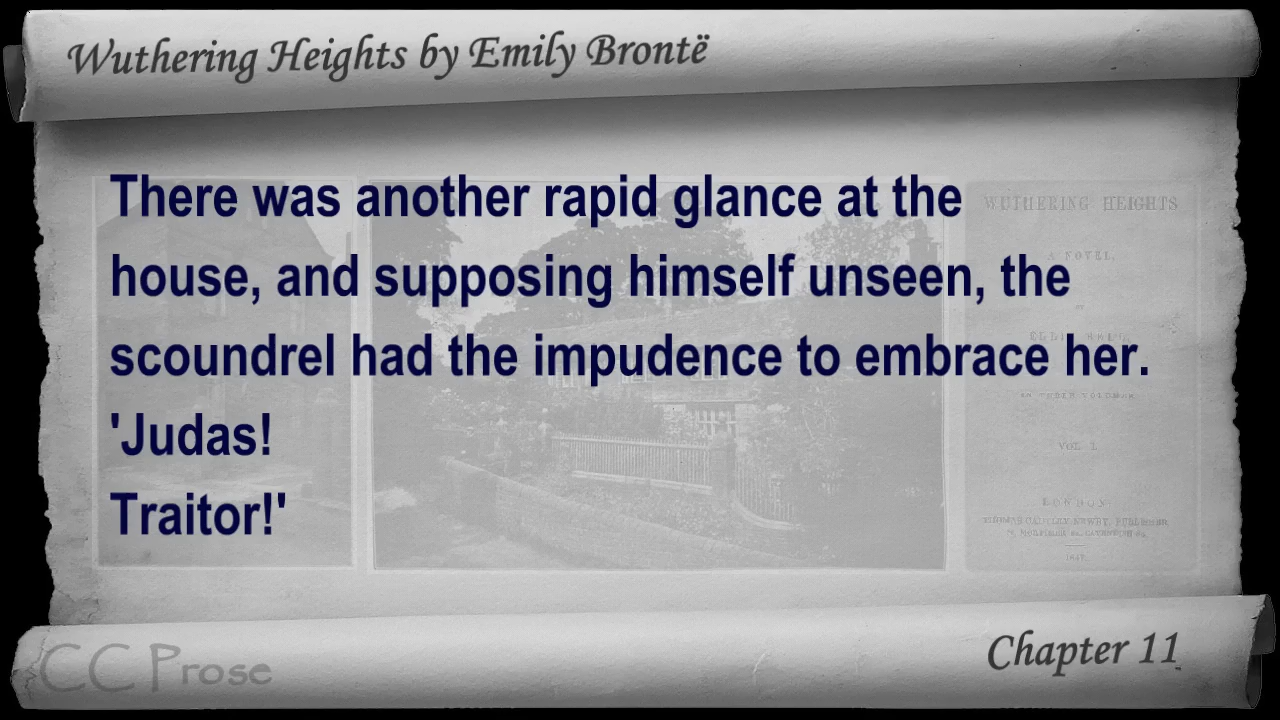 Wuthering Heights by Emily Brontë
There was another rapid glance at the
house, and supposing himself unseen, the
scoundrel had the impudence to embrace her.
'Judas!
Traitor!'
WUTHERING HEIGHTS
A NOVEL,
VOL. I.
LONDON
Chapter 11
CC Prose